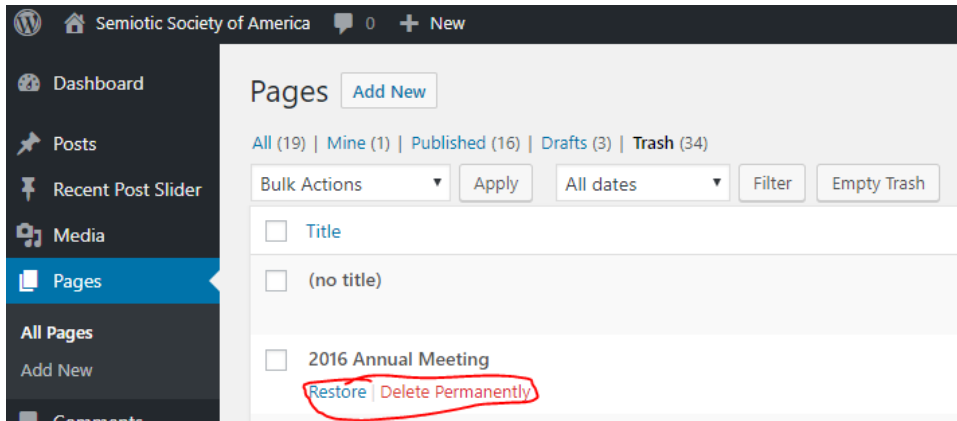 Semiotic Society of America 0 + New
Dashboard
Pages Add New
Posts
All (19) | Mine (1) | Published (16) | Drafts (3) | Trash (34)
Recent Post Slider
Bulk Actions Apply All dates Filter Empty Trash
Media
Title
Pages
(no title)
All Pages
Add New
2016 Annual Meeting
Restore | Delete Permanently
Comments